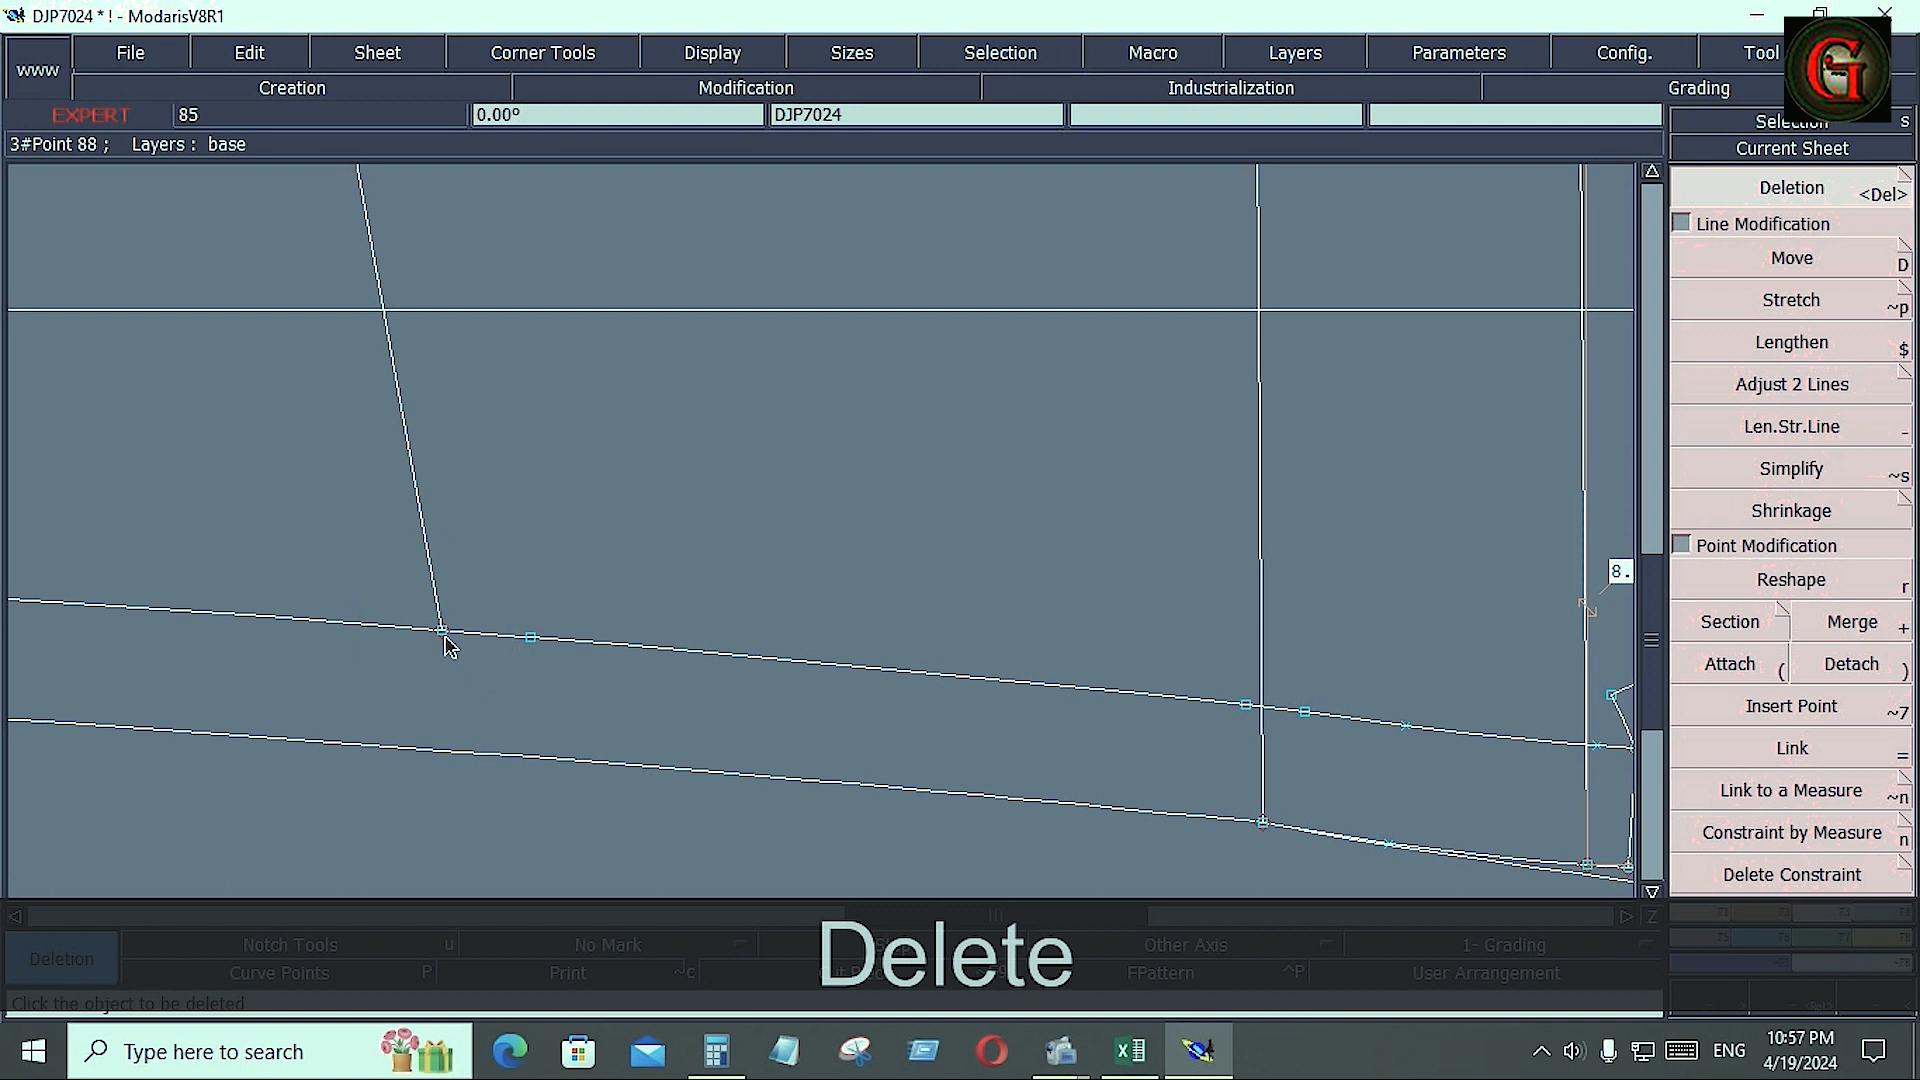 DJP7024 * ! - ModarisV8R1
www
File Edit Sheet Corner Tools Display Sizes Selection Macro Layers Parameters Config. Tool
Creation Modification Industrialization Grading
EXPERT 85 0.00º DJP7024
3#Point 88 ; Layers : base
G
Selection S
Current Sheet
Deletion <Del>
Line Modification
Move D
Stretch ~p
Lengthen $
Adjust 2 Lines
Len.Str.Line -
Simplify ~s
Shrinkage
Point Modification
Reshape r
Section Merge +
Attach ( Detach )
Insert Point ~7
Link =
Link to a Measure ~n
Constraint by Measure n
Delete Constraint
8.
Z
Deletion
Notch Tools u No Mark Other Axis 1- Grading
Curve Points P Print ~c FPattern ^P User Arrangement
Click the object to be deleted
Delete
Type here to search
ENG
10:57 PM
4/19/2024